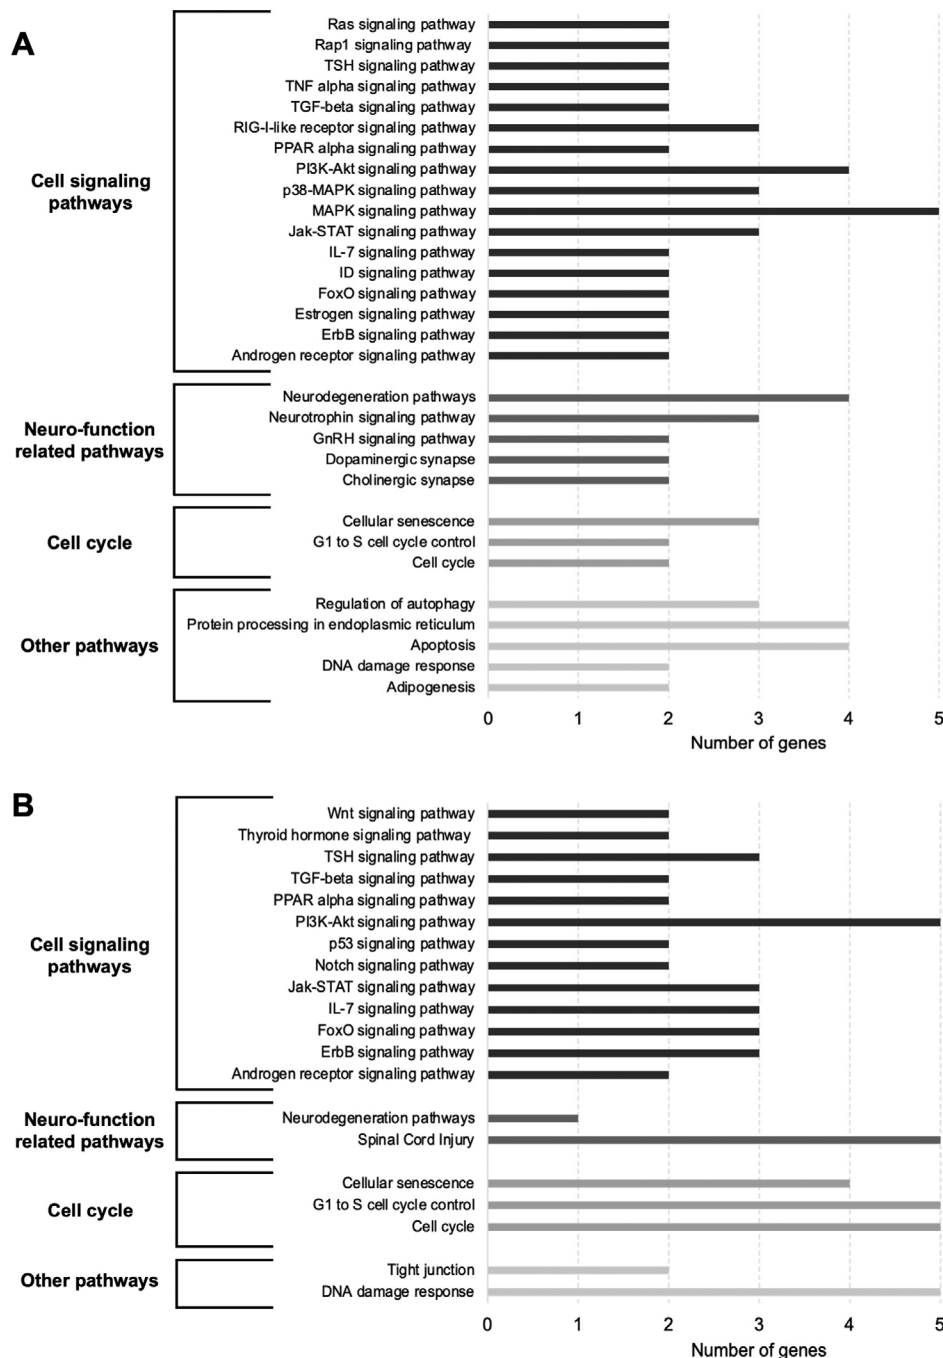 A
Cell signaling
pathways
Ras signaling pathway
Rap1 signaling pathway
TSH signaling pathway
TNF alpha signaling pathway
TGF-beta signaling pathway
RIG-I-like receptor signaling pathway
PPAR alpha signaling pathway
PI3K-Akt signaling pathway
p38-MAPK signaling pathway
MAPK signaling pathway
Jak-STAT signaling pathway
IL-7 signaling pathway
ID signaling pathway
FoxO signaling pathway
Estrogen signaling pathway
ErbB signaling pathway
Androgen receptor signaling pathway
Neuro-function
related pathways
Neurodegeneration pathways
Neurotrophin signaling pathway
GnRH signaling pathway
Dopaminergic synapse
Cholinergic synapse
Cell cycle
Cellular senescence
G1 to S cell cycle control
Cell cycle
Other pathways
Regulation of autophagy
Protein processing in endoplasmic reticulum
Apoptosis
DNA damage response
Adipogenesis
0 1 2 3 4 5
Number of genes
B
Cell signaling
pathways
Wnt signaling pathway
Thyroid hormone signaling pathway
TSH signaling pathway
TGF-beta signaling pathway
PPAR alpha signaling pathway
PI3K-Akt signaling pathway
p53 signaling pathway
Notch signaling pathway
Jak-STAT signaling pathway
IL-7 signaling pathway
FoxO signaling pathway
ErbB signaling pathway
Androgen receptor signaling pathway
Neuro-function
related pathways
Neurodegeneration pathways
Spinal Cord Injury
Cell cycle
Cellular senescence
G1 to S cell cycle control
Cell cycle
Other pathways
Tight junction
DNA damage response
0 1 2 3 4 5
Number of genes